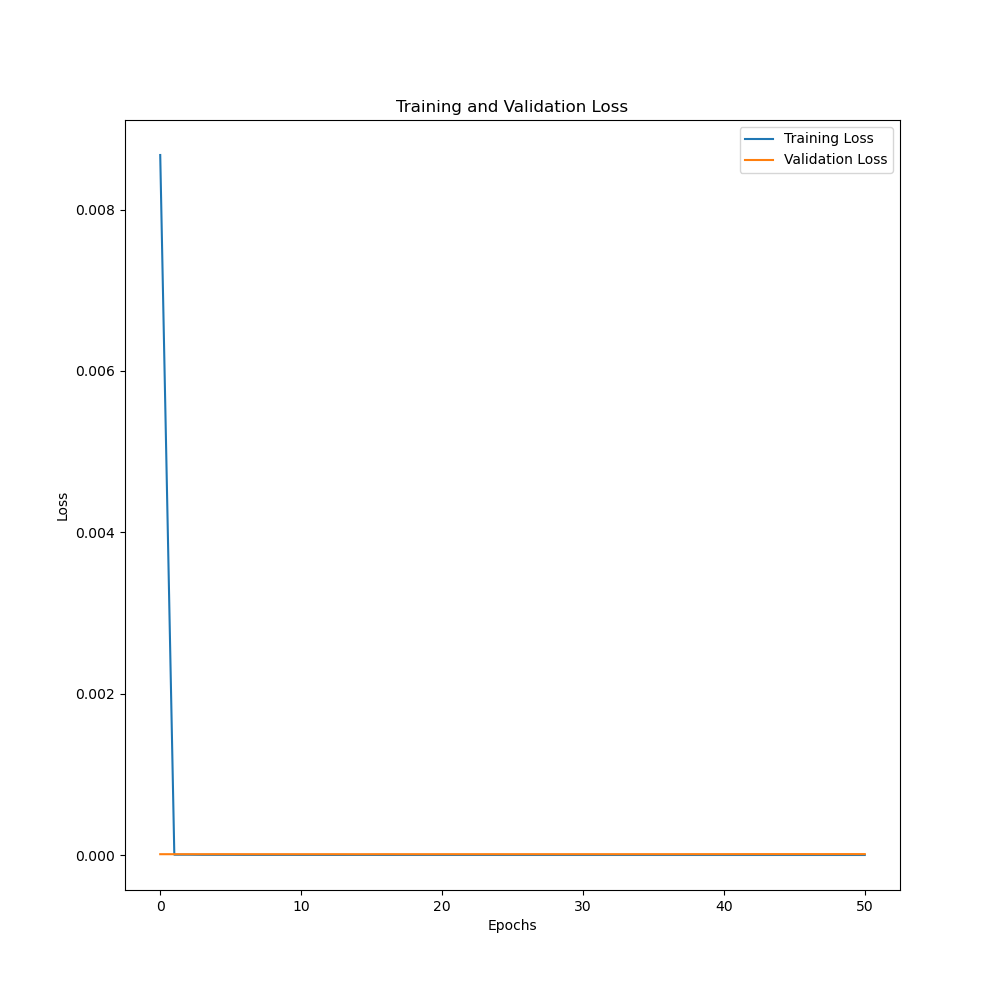 Training and Validation Loss
Training Loss
Validation Loss
0.008
0.006
0.004
0.002
0.000
Loss
0 10 20 30 40 50
Epochs